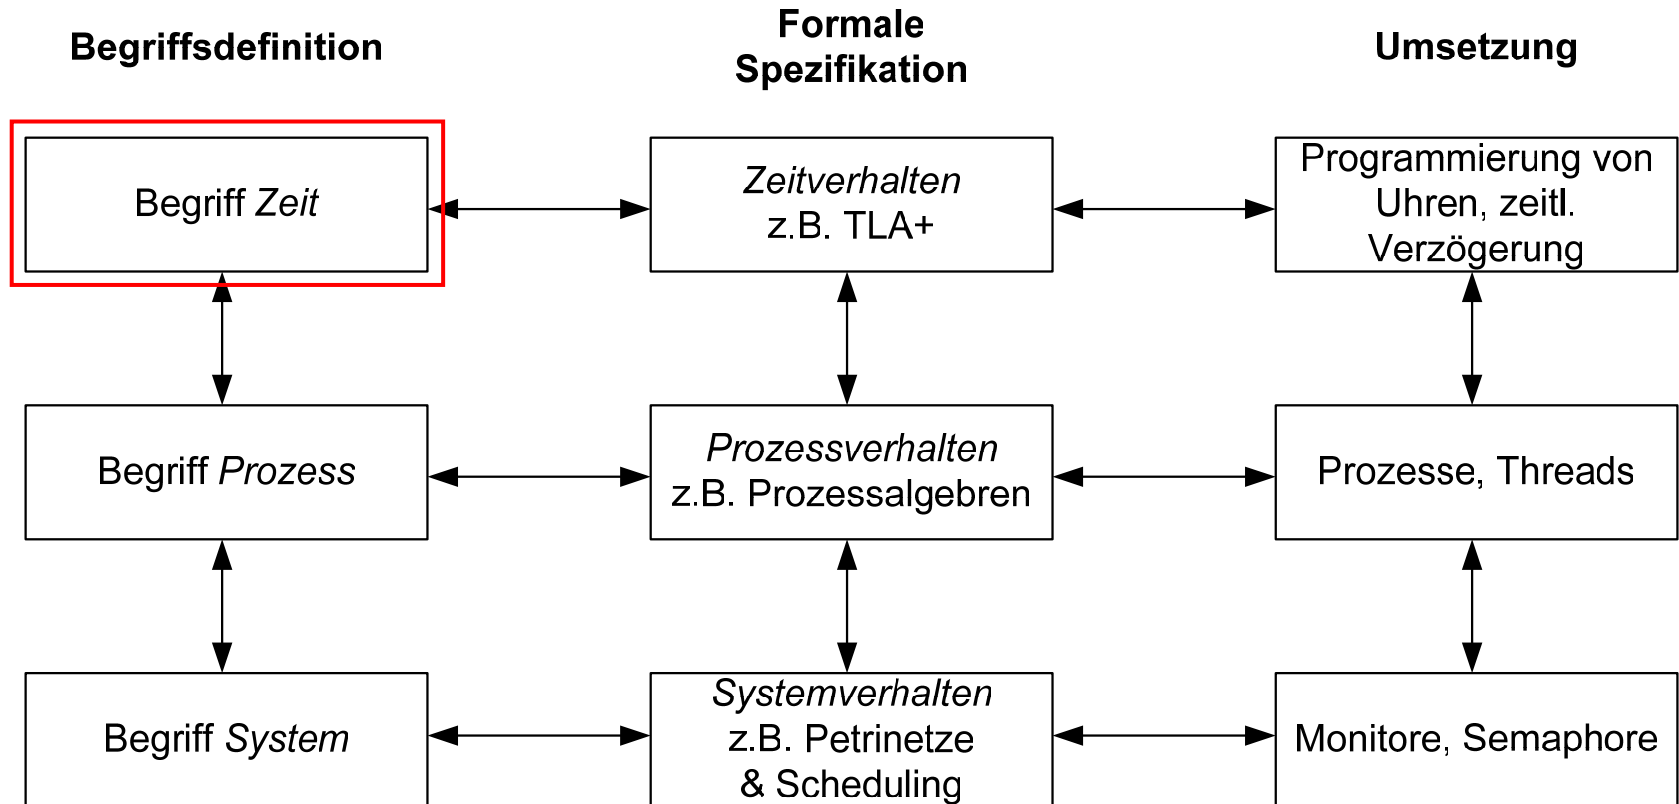 Begriffsdefinition
Formale
Spezifikation
Umsetzung
Begriff Zeit
Zeitverhalten
z.B. TLA+
Programmierung von
Uhren, zeitl.
Verzögerung
Begriff Prozess
Prozessverhalten
z.B. Prozessalgebren
Prozesse, Threads
Begriff System
Systemverhalten
z.B. Petrinetze
& Scheduling
Monitore, Semaphore